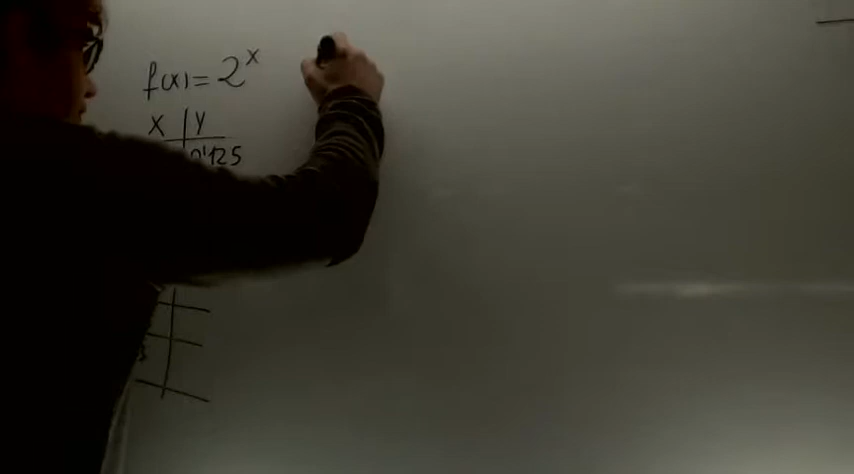 f(x) = 2^x
x | y
0'125